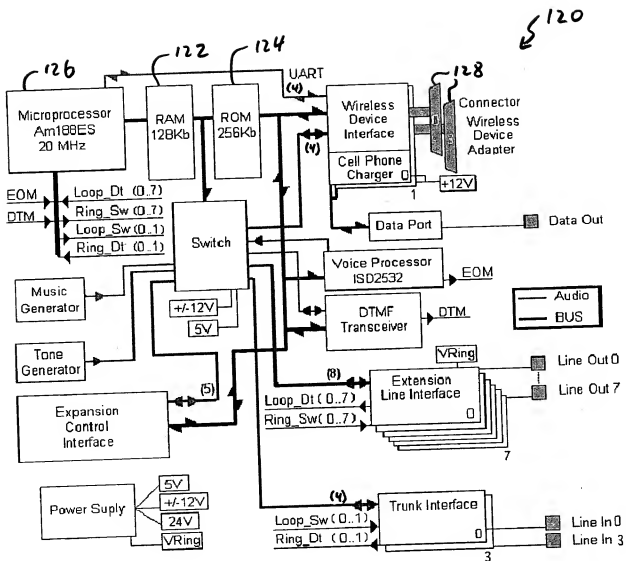 120
122
124
126
128
UART
(4)
Microprocessor
Am188ES
20 MHz
RAM
128Kb
ROM
256Kb
Wireless
Device
Interface
Connector
Wireless
Device
Adapter
(4)
Cell Phone
Charger
0
+12V
1
EOM
Loop_Dt (0..7)
DTM
Ring_Sw (0..7)
Loop_Sw (0..1)
Ring_Dt (0..1)
Switch
Data Port
Data Out
Voice Processor
ISD2532
EOM
Music
Generator
+/-12V
5V
DTMF
Transceiver
DTM
Audio
BUS
Tone
Generator
VRing
Line Out 0
(5)
(8)
Extension
Line Interface
0
Line Out 7
Expansion
Control
Interface
Loop_Dt (0..7)
Ring_Sw (0..7)
7
Power Suply
5V
+/-12V
24V
VRing
(4)
Trunk Interface
0
Loop_Sw (0..1)
Line In 0
Ring_Dt (0..1)
Line In 3
3